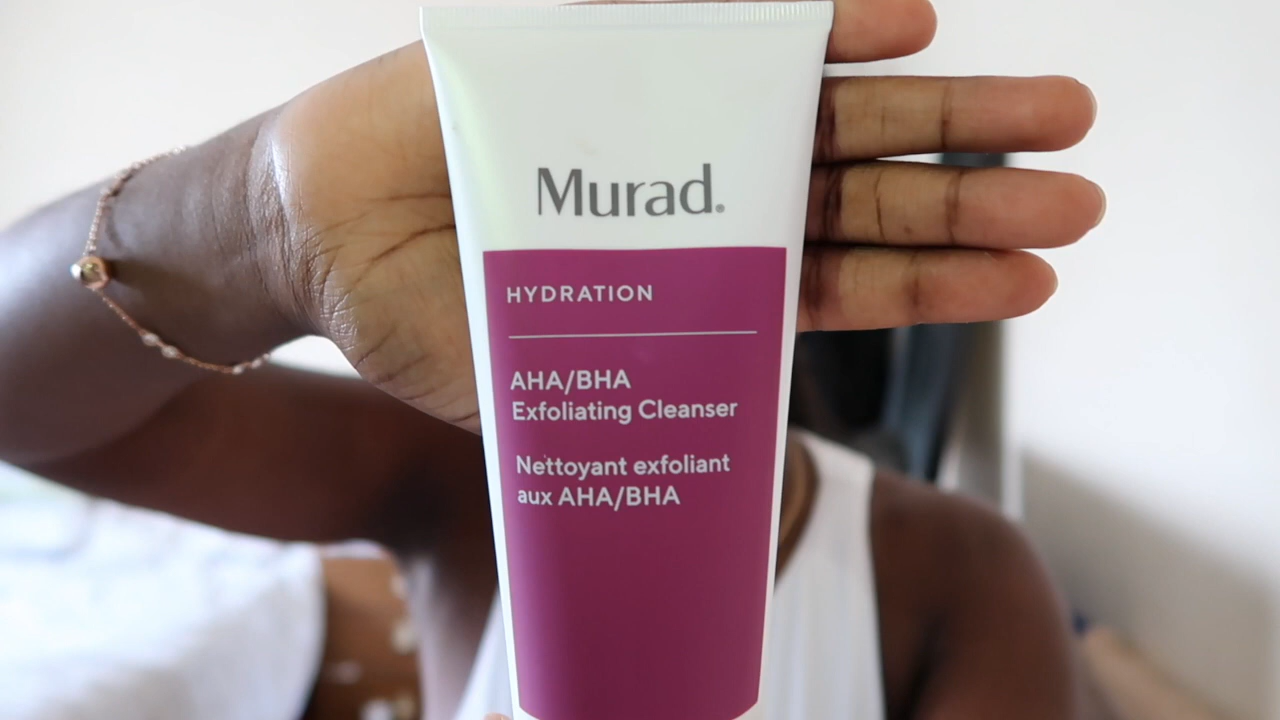 Murad.
HYDRATION
AHA/BHA
Exfoliating Cleanser
Nettoyant exfoliant
aux AHA/BHA